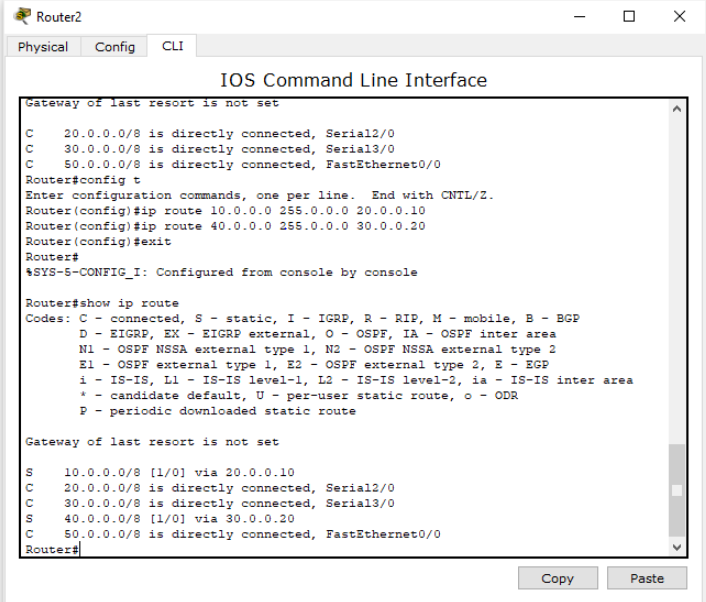 Router2
Physical Config CLI
IOS Command Line Interface
Gateway of last resort is not set
C    20.0.0.0/8 is directly connected, Serial2/0
C    30.0.0.0/8 is directly connected, Serial3/0
C    50.0.0.0/8 is directly connected, FastEthernet0/0
Router#config t
Enter configuration commands, one per line.  End with CNTL/Z.
Router(config)#ip route 10.0.0.0 255.0.0.0 20.0.0.10
Router(config)#ip route 40.0.0.0 255.0.0.0 30.0.0.20
Router(config)#exit
Router#
%SYS-5-CONFIG_I: Configured from console by console
Router#show ip route
Codes: C - connected, S - static, I - IGRP, R - RIP, M - mobile, B - BGP
       D - EIGRP, EX - EIGRP external, O - OSPF, IA - OSPF inter area
       N1 - OSPF NSSA external type 1, N2 - OSPF NSSA external type 2
       E1 - OSPF external type 1, E2 - OSPF external type 2, E - EGP
       i - IS-IS, L1 - IS-IS level-1, L2 - IS-IS level-2, ia - IS-IS inter area
       * - candidate default, U - per-user static route, o - ODR
       P - periodic downloaded static route
Gateway of last resort is not set
S    10.0.0.0/8 [1/0] via 20.0.0.10
C    20.0.0.0/8 is directly connected, Serial2/0
C    30.0.0.0/8 is directly connected, Serial3/0
S    40.0.0.0/8 [1/0] via 30.0.0.20
C    50.0.0.0/8 is directly connected, FastEthernet0/0
Router#
Copy Paste